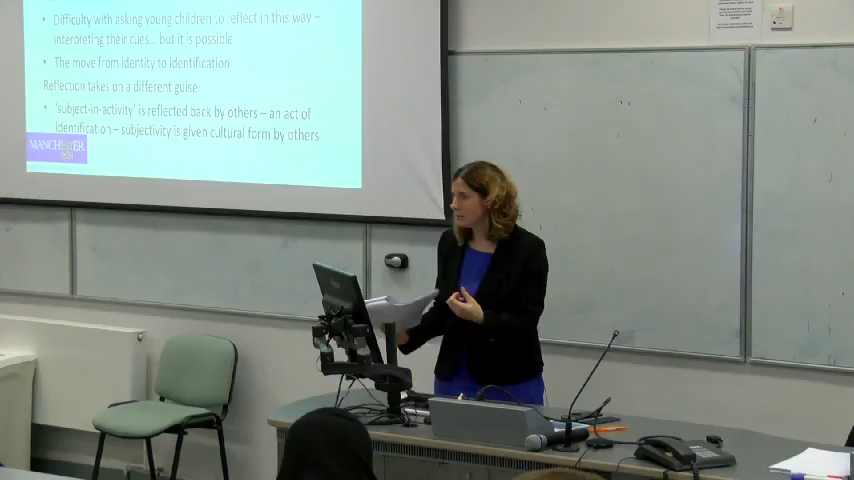 • Difficulty with asking young children to reflect in this way –
interpreting their cues... but it is possible
• The move from identity to identification
Reflection takes on a different guise
• 'subject-in-activity' is reflected back by others – an act of
identification – subjectivity is given cultural form by others
MANCHESTER
1824